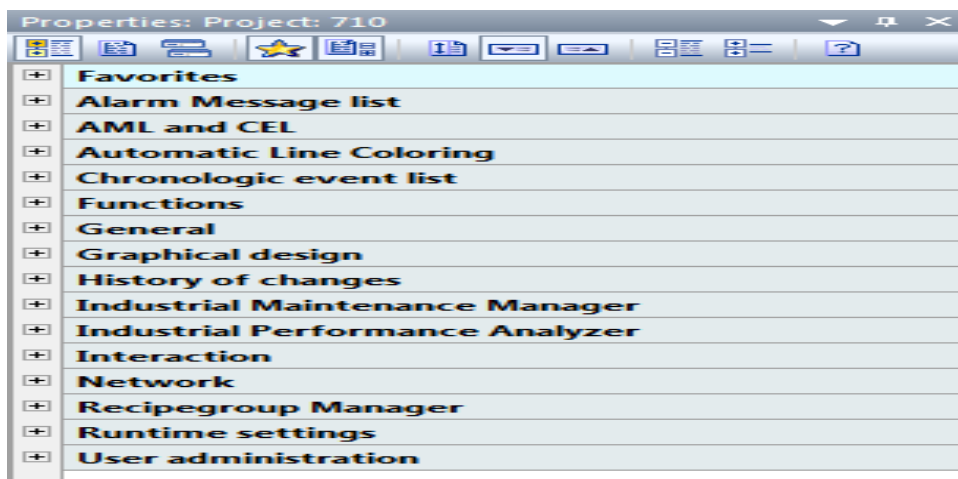 Properties: Project: 710
Favorites
Alarm Message list
AML and CEL
Automatic Line Coloring
Chronologic event list
Functions
General
Graphical design
History of changes
Industrial Maintenance Manager
Industrial Performance Analyzer
Interaction
Network
Recipegroup Manager
Runtime settings
User administration